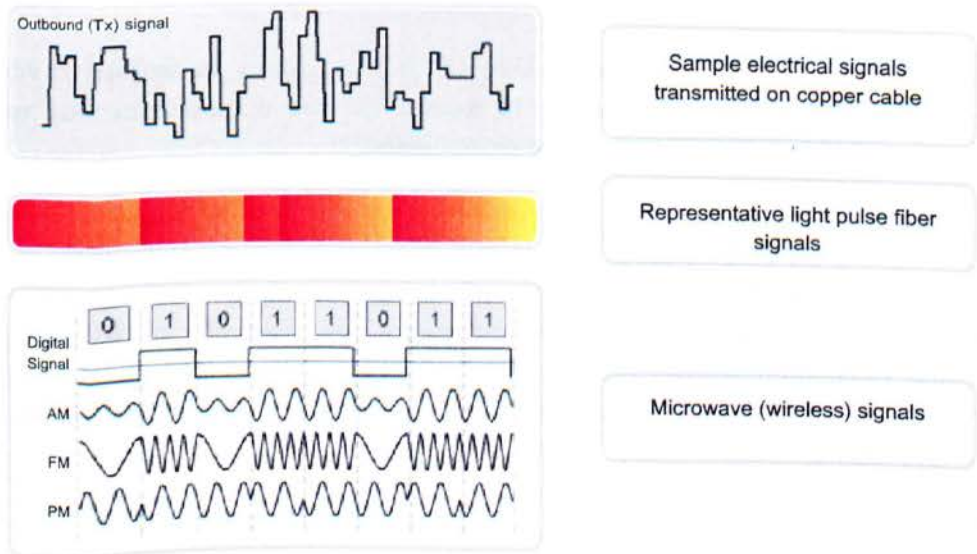 Outbound (Tx) signal
Sample electrical signals
transmitted on copper cable
Representative light pulse fiber
signals
0 1 0 1 1 0 1 1
Digital
Signal
AM
FM
PM
Microwave (wireless) signals